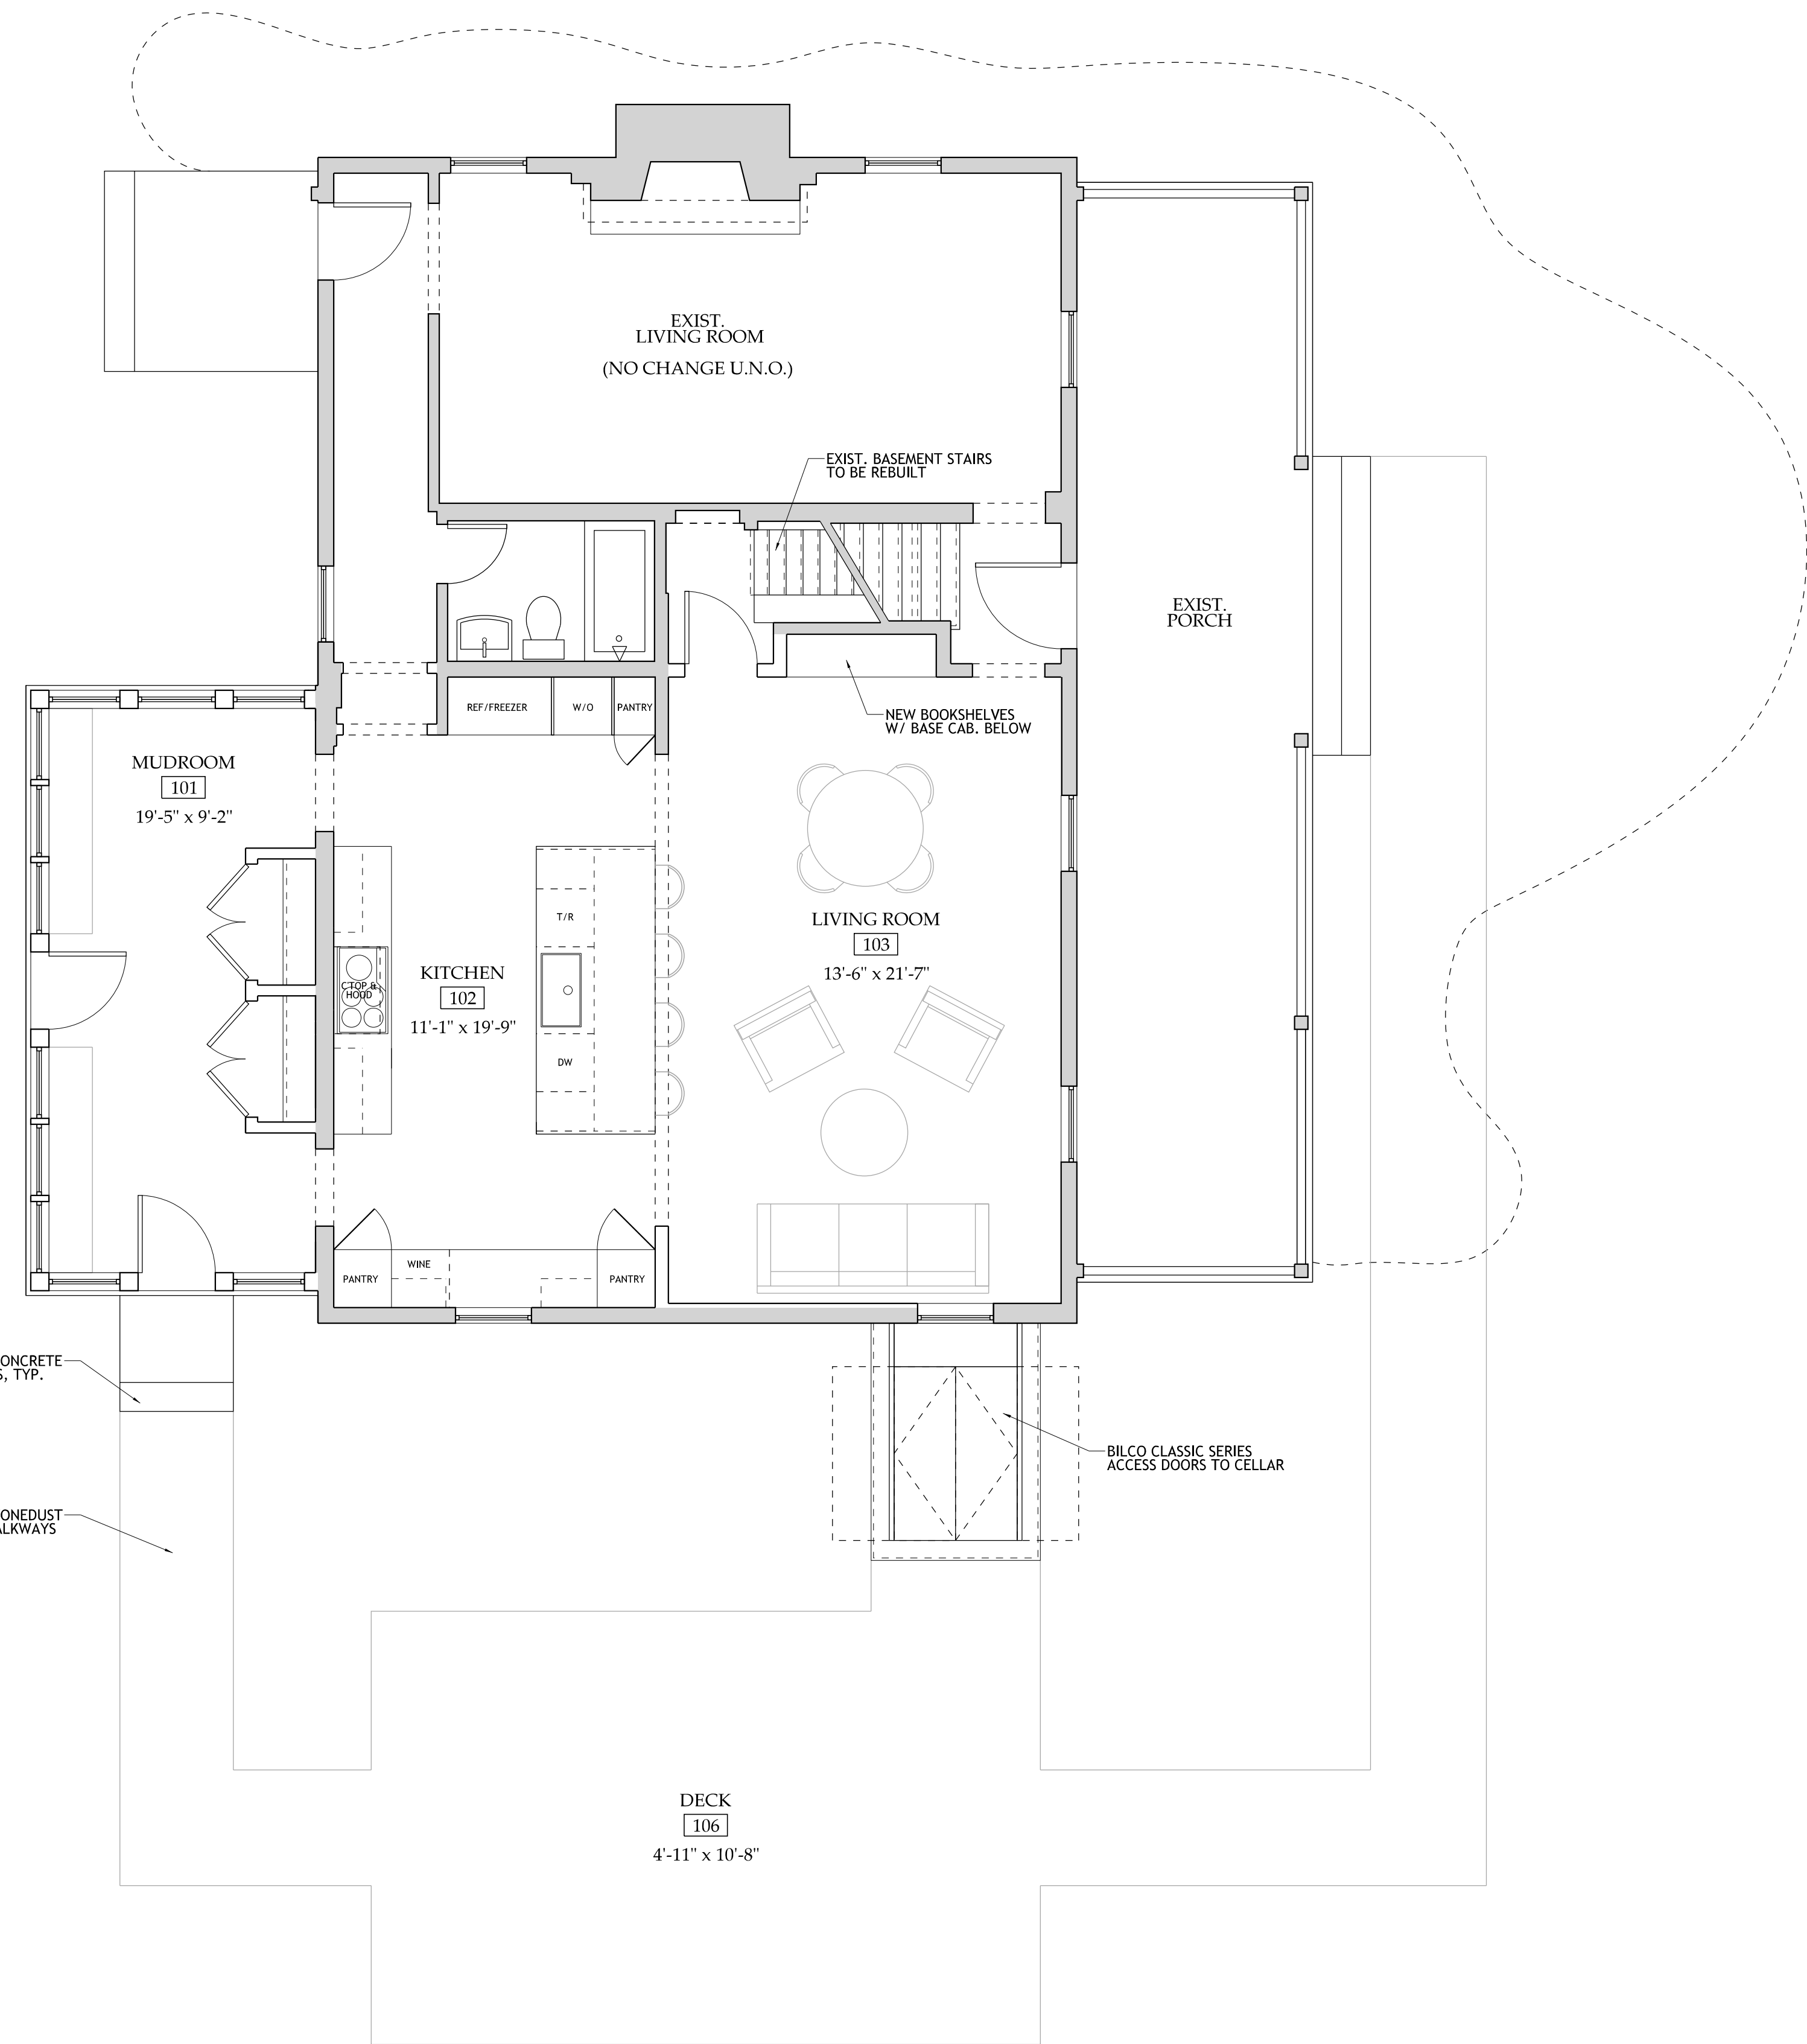 EXIST.
LIVING ROOM
(NO CHANGE U.N.O.)
EXIST. BASEMENT STAIRS
TO BE REBUILT
EXIST.
PORCH
REF/FREEZER
W/O
PANTRY
NEW BOOKSHELVES
W/ BASE CAB. BELOW
MUDROOM
101
19'-5" x 9'-2"
T/R
LIVING ROOM
103
13'-6" x 21'-7"
KITCHEN
102
11'-1" x 19'-9"
C'TOP &
HOOD
DW
WINE
PANTRY
PANTRY
ONCRETE
S, TYP.
BILCO CLASSIC SERIES
ACCESS DOORS TO CELLAR
ONEDUST
ALKWAYS
DECK
106
4'-11" x 10'-8"